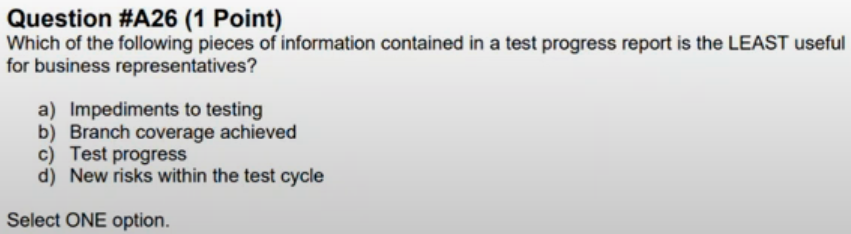 Question #A26 (1 Point)
Which of the following pieces of information contained in a test progress report is the LEAST useful
for business representatives?
a) Impediments to testing
b) Branch coverage achieved
c) Test progress
d) New risks within the test cycle
Select ONE option.